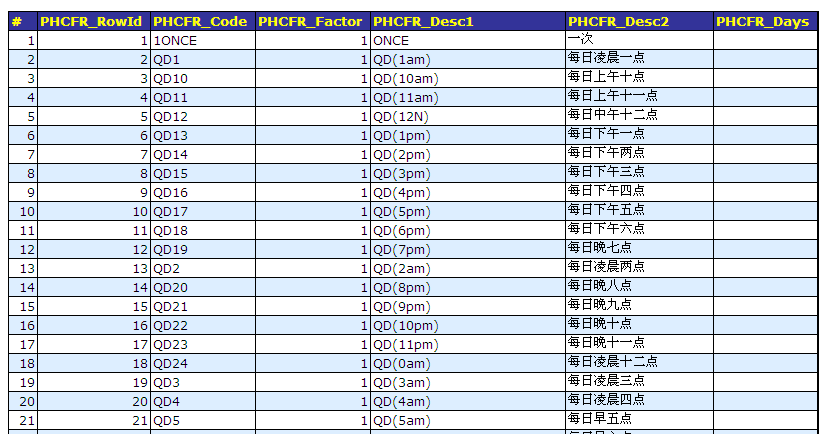 # PHCFR_RowId PHCFR_Code PHCFR_Factor PHCFR_Desc1 PHCFR_Desc2 PHCFR_Days
1 1 1ONCE 1 ONCE 一次
2 2 QD1 1 QD(1am) 每日凌晨一点
3 3 QD10 1 QD(10am) 每日上午十点
4 4 QD11 1 QD(11am) 每日上午十一点
5 5 QD12 1 QD(12N) 每日中午十二点
6 6 QD13 1 QD(1pm) 每日下午一点
7 7 QD14 1 QD(2pm) 每日下午两点
8 8 QD15 1 QD(3pm) 每日下午三点
9 9 QD16 1 QD(4pm) 每日下午四点
10 10 QD17 1 QD(5pm) 每日下午五点
11 11 QD18 1 QD(6pm) 每日下午六点
12 12 QD19 1 QD(7pm) 每日晚七点
13 13 QD2 1 QD(2am) 每日凌晨两点
14 14 QD20 1 QD(8pm) 每日晚八点
15 15 QD21 1 QD(9pm) 每日晚九点
16 16 QD22 1 QD(10pm) 每日晚十点
17 17 QD23 1 QD(11pm) 每日晚十一点
18 18 QD24 1 QD(0am) 每日凌晨十二点
19 19 QD3 1 QD(3am) 每日凌晨三点
20 20 QD4 1 QD(4am) 每日凌晨四点
21 21 QD5 1 QD(5am) 每日早五点